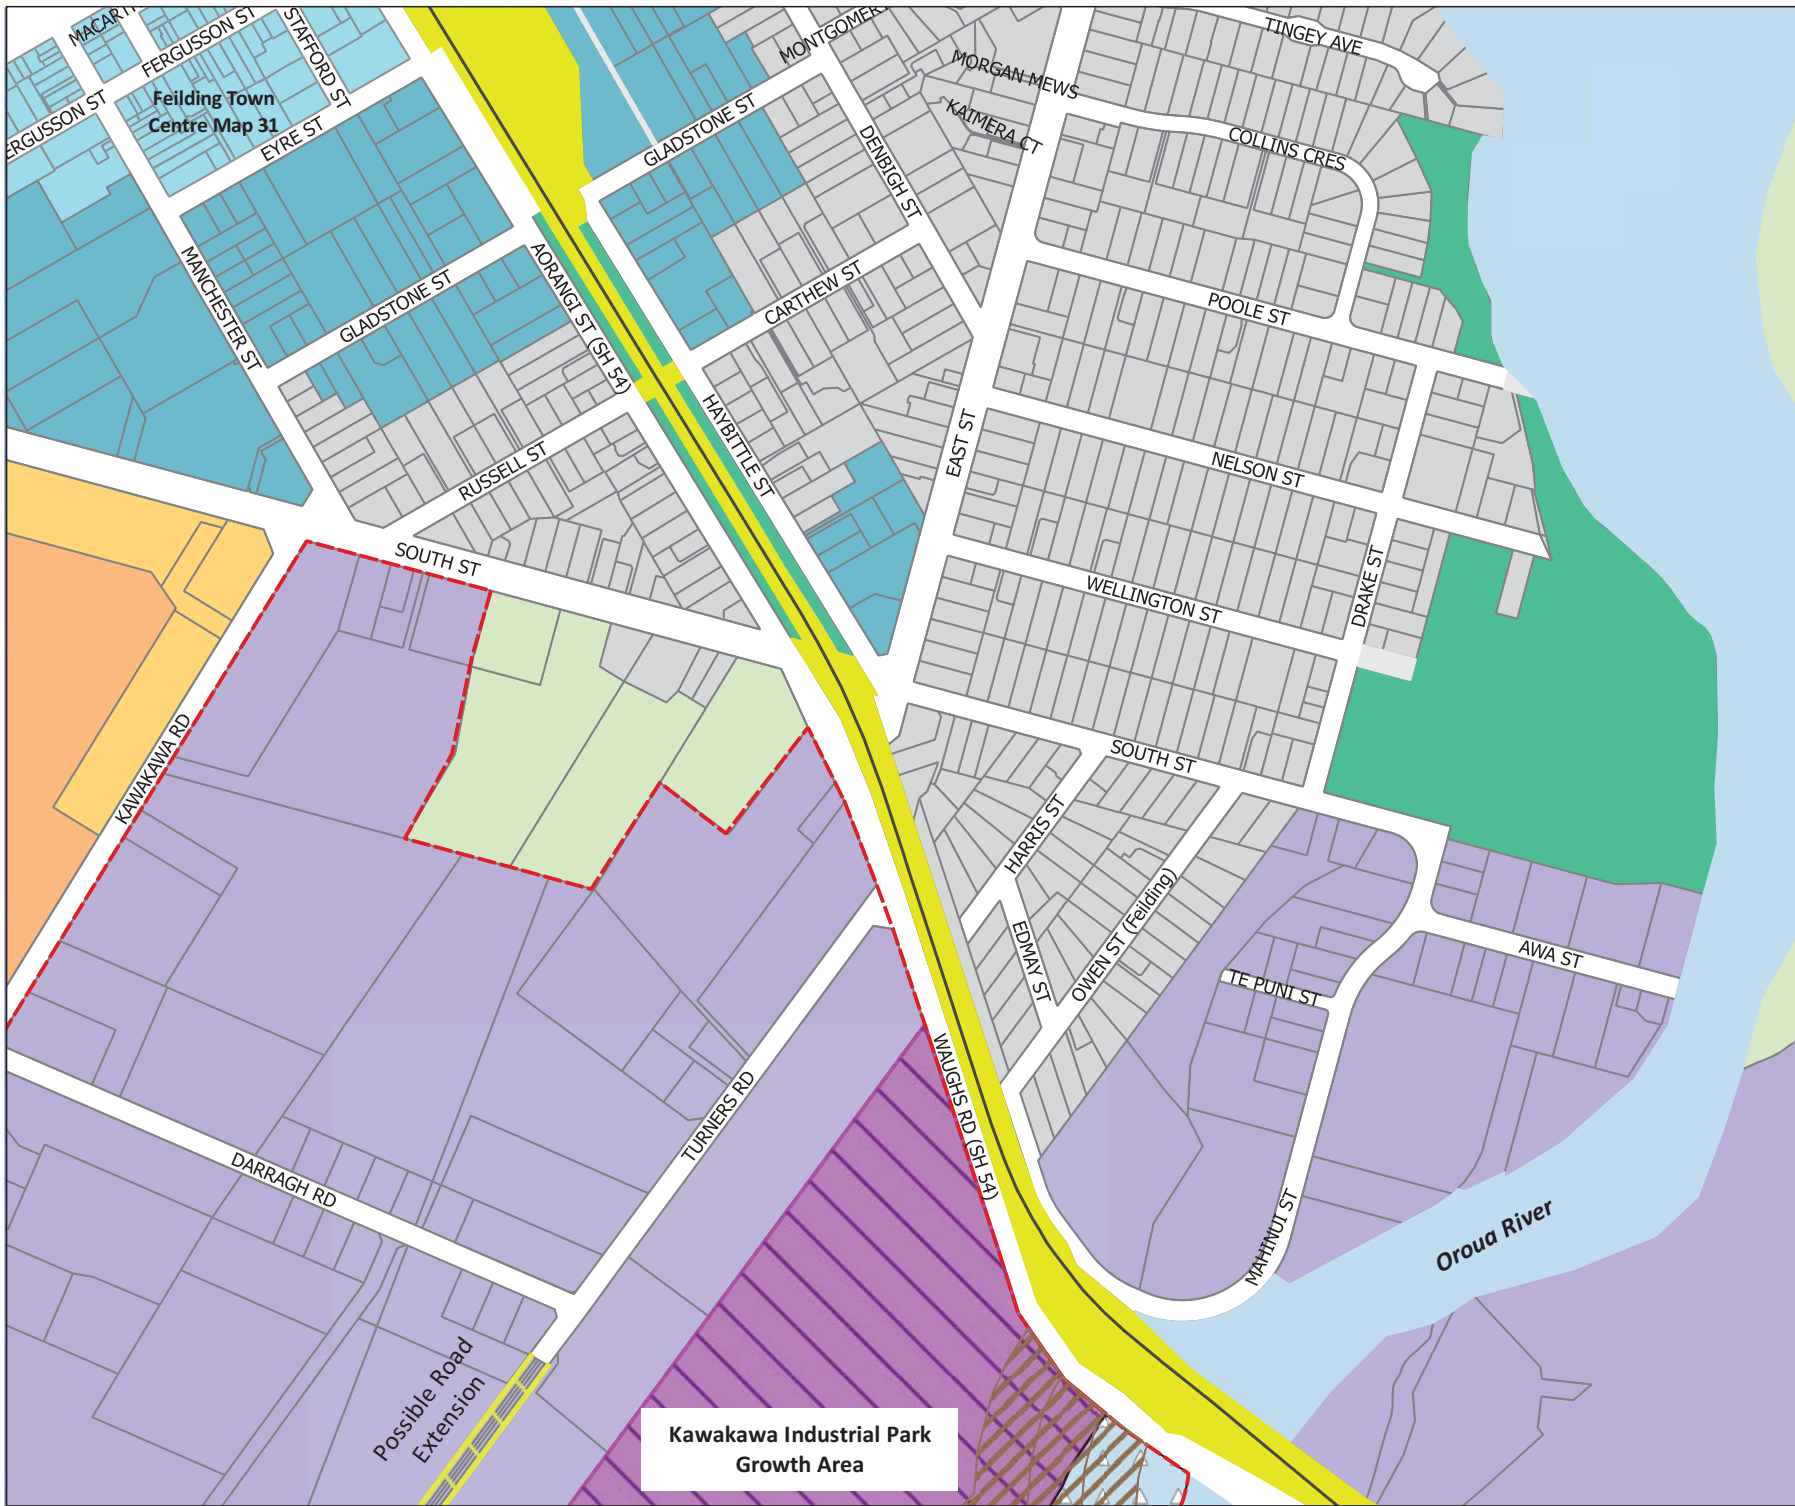 MACART
FERGUSSON ST
STAFFORD ST
MONTGOMERY
TINGEY AVE
MORGAN MEWS
KAIMERA CT
COLLINS CRES
ERGUSSON ST
Feilding Town
Centre Map 31
EYRE ST
GLADSTONE ST
DENBIGH ST
MANCHESTER ST
GLADSTONE ST
AORANGI ST (SH 54)
CARTHEW ST
POOLE ST
HAYBITTLE ST
EAST ST
RUSSELL ST
NELSON ST
SOUTH ST
WELLINGTON ST
DRAKE ST
KAWAKAWA RD
SOUTH ST
HARRIS ST
EDMAY ST
OWEN ST (Feilding)
AWA ST
TE PUNI ST
WAUGHS RD (SH 54)
TURNERS RD
DARRAGH RD
MAHINUI ST
Oroua River
Possible Road
Extension
Kawakawa Industrial Park
Growth Area